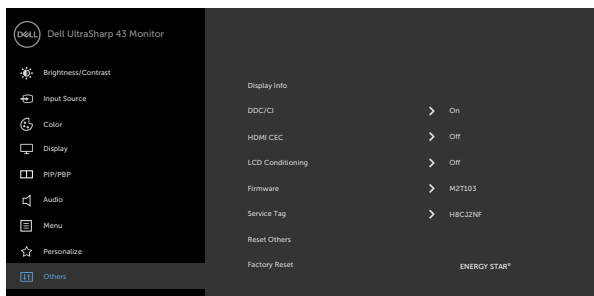 DELL Dell UltraSharp 43 Monitor
Brightness/Contrast
Input Source
Color
Display
PIP/PBP
Audio
Menu
Personalize
Others
Display Info
DDC/CI On
HDMI CEC Off
LCD Conditioning Off
Firmware M2T103
Service Tag H8CJ2NF
Reset Others
Factory Reset ENERGY STAR®